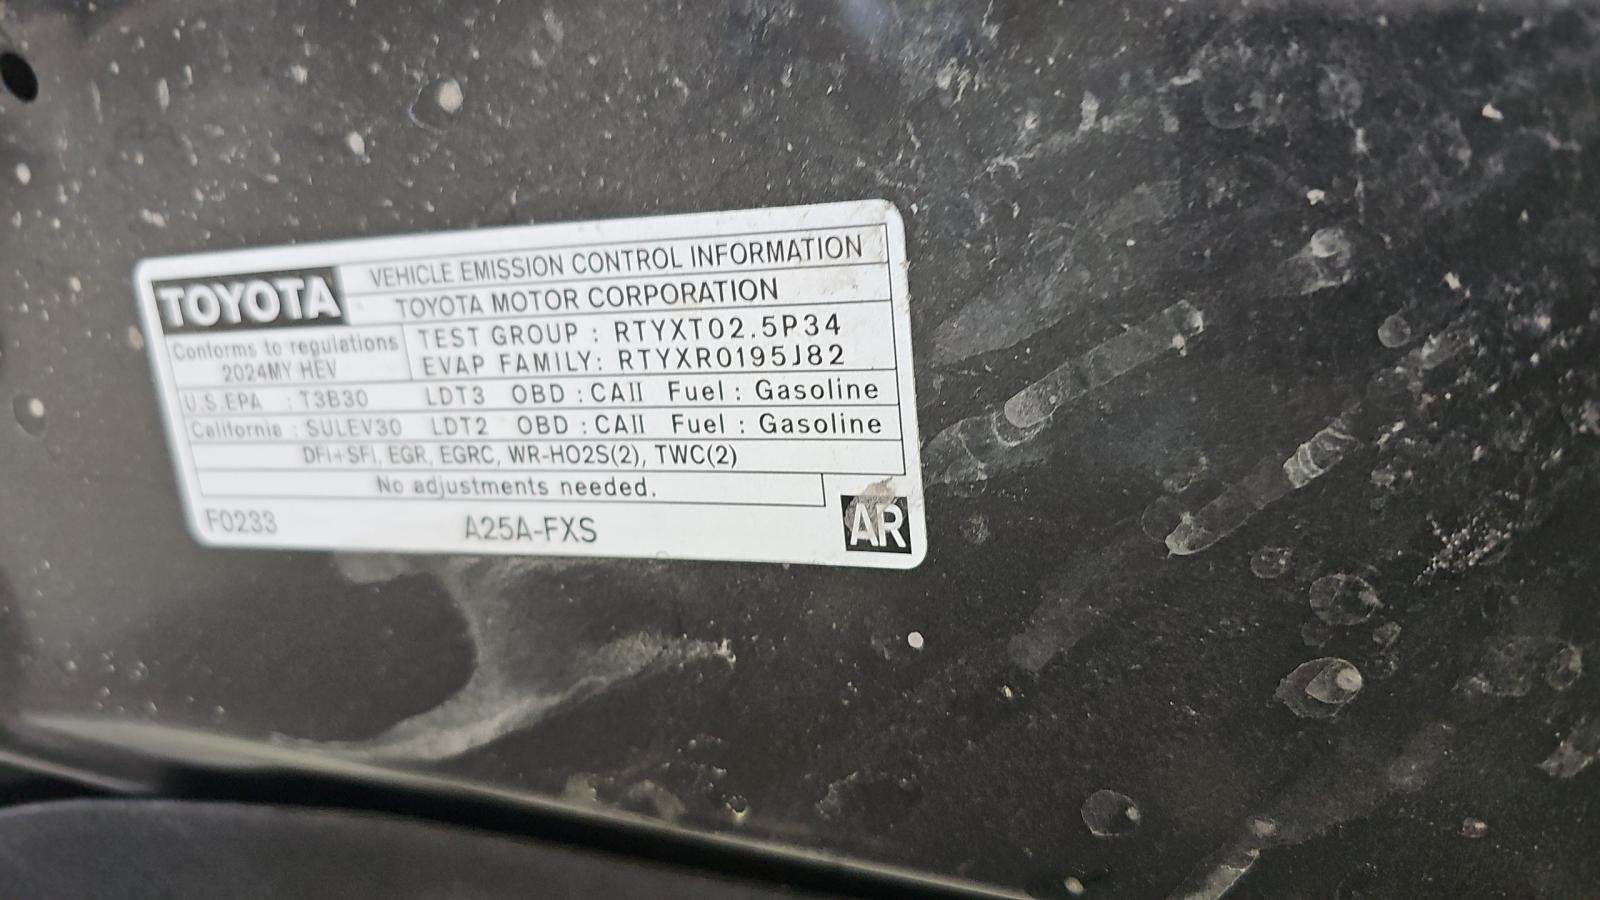 TOYOTA
VEHICLE EMISSION CONTROL INFORMATION
TOYOTA MOTOR CORPORATION
Conforms to regulations
2024MY HEV
TEST GROUP : RTYXT02.5P34
EVAP FAMILY: RTYXR0195J82
U.S.EPA : T3B30 LDT3 OBD : CAII Fuel : Gasoline
California : SULEV30 LDT2 OBD : CAII Fuel : Gasoline
DFI+SFI, EGR, EGRC, WR-HO2S(2), TWC(2)
No adjustments needed.
F0233 A25A-FXS AR